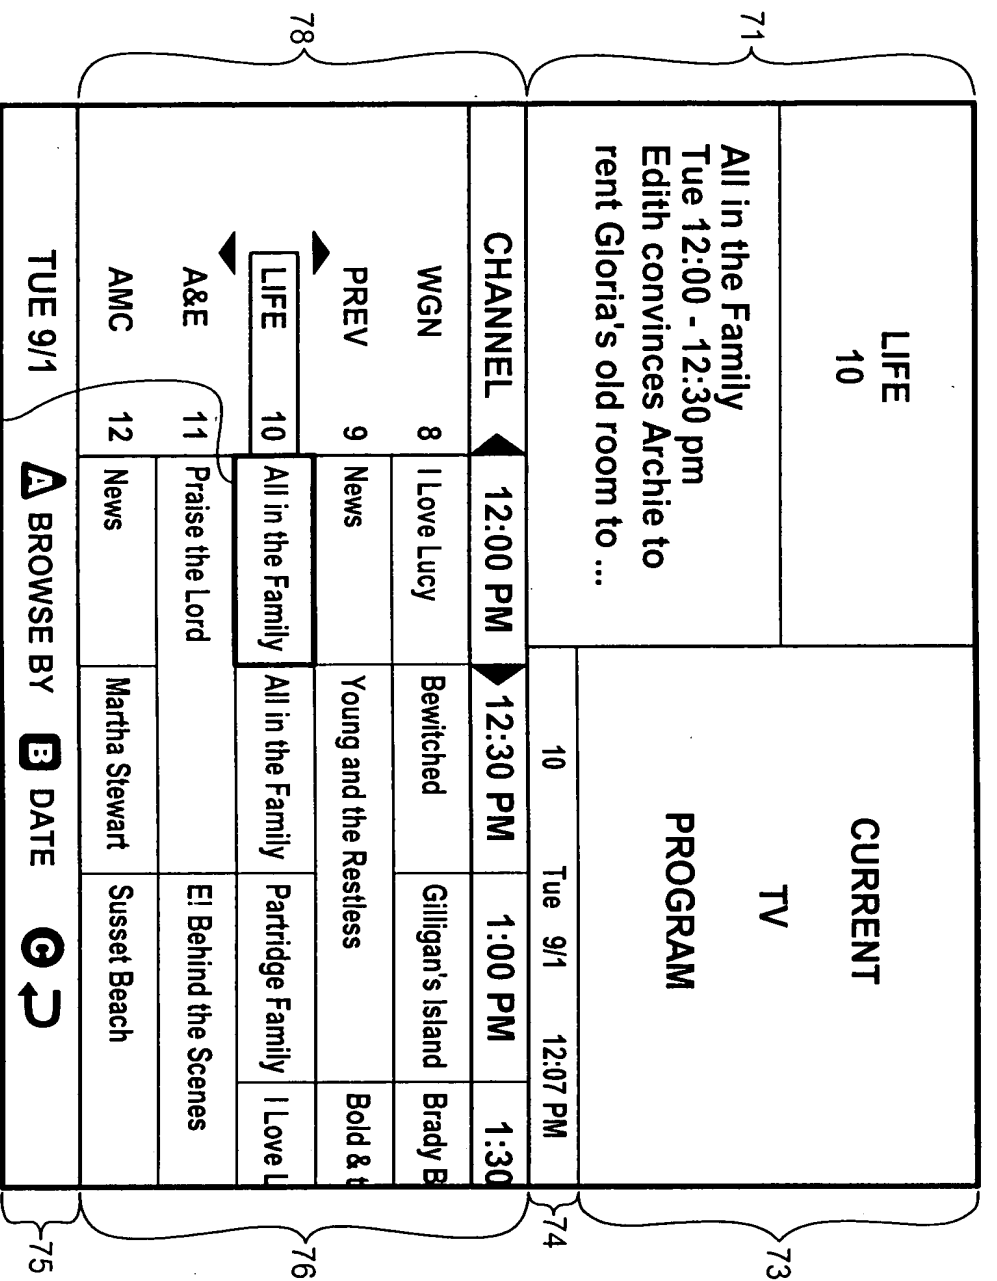 71
LIFE
10
All in the Family
Tue 12:00 - 12:30 pm
Edith convinces Archie to
rent Gloria's old room to ...
CURRENT
TV
PROGRAM
73
10 Tue 9/1 12:07 PM
74
78
CHANNEL 12:00 PM 12:30 PM 1:00 PM 1:30
WGN 8 I Love Lucy Bewitched Gilligan's Island Brady B
PREV 9 News Young and the Restless Bold & t
LIFE 10 All in the Family All in the Family Partridge Family I Love L
A&E 11 Praise the Lord E! Behind the Scenes
AMC 12 News Martha Stewart Susset Beach
76
TUE 9/1 A BROWSE BY B DATE C
75